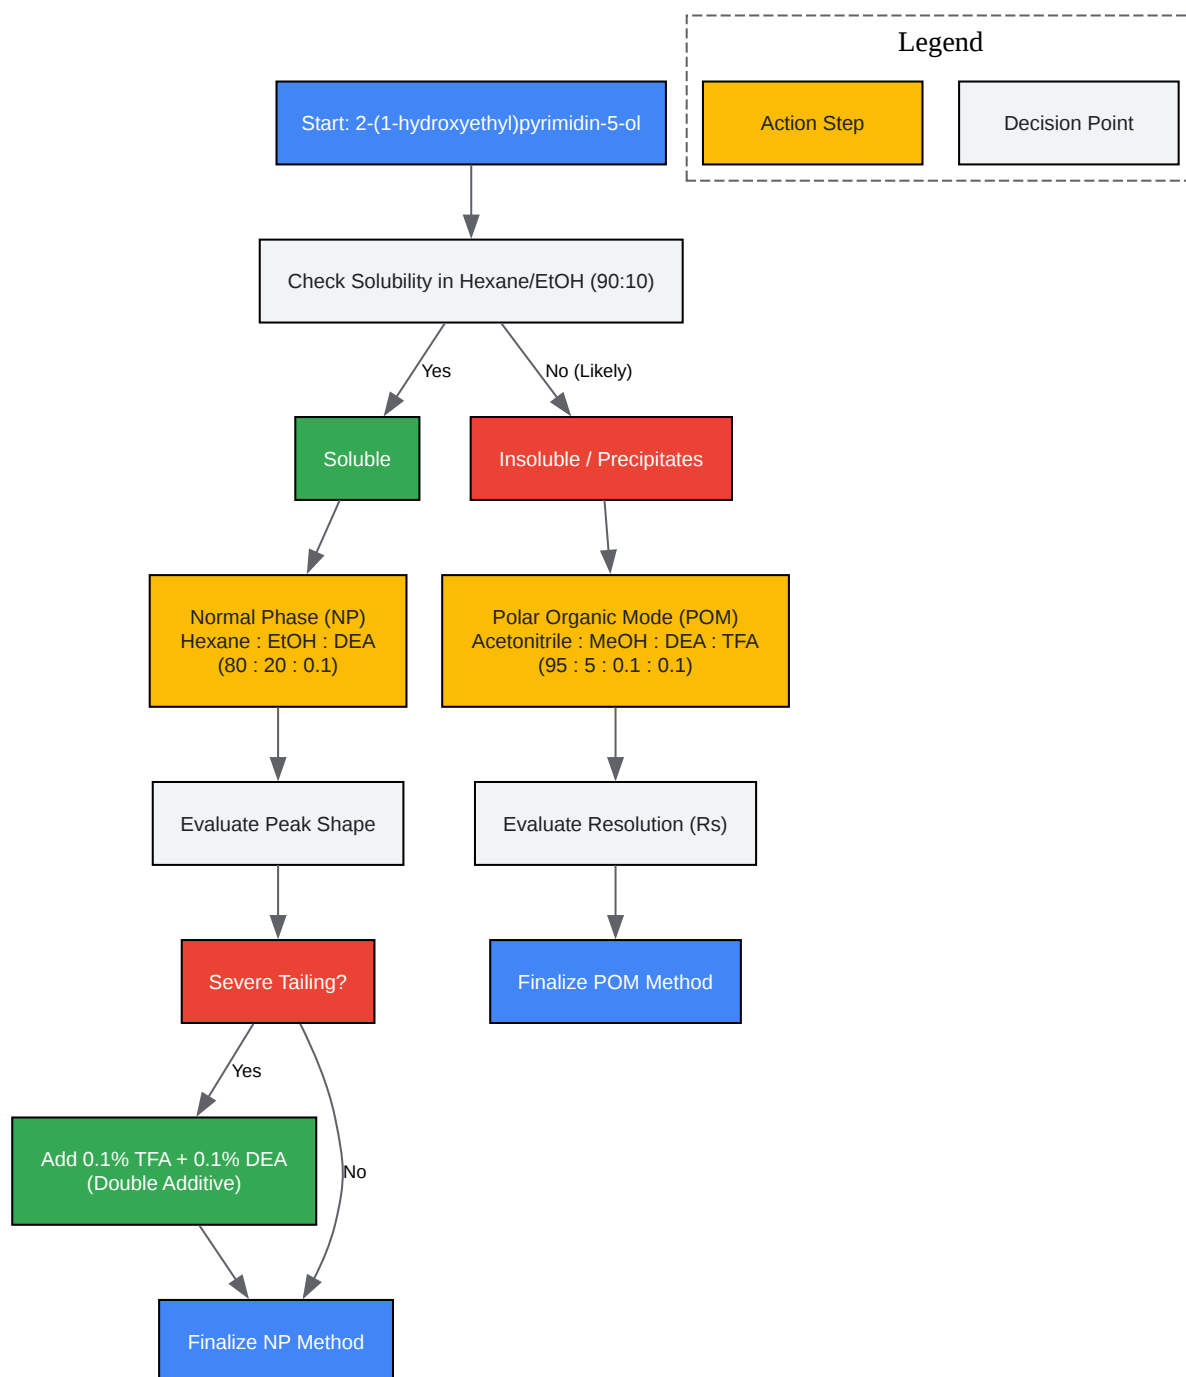 Legend
Action Step
Decision Point
Start: 2-(1-hydroxyethyl)pyrimidin-5-ol
Check Solubility in Hexane/EtOH (90:10)
Yes
No (Likely)
Soluble
Insoluble / Precipitates
Normal Phase (NP)
Hexane : EtOH : DEA
(80 : 20 : 0.1)
Polar Organic Mode (POM)
Acetonitrile : MeOH : DEA : TFA
(95 : 5 : 0.1 : 0.1)
Evaluate Peak Shape
Evaluate Resolution (Rs)
Severe Tailing?
Finalize POM Method
Yes
Add 0.1% TFA + 0.1% DEA
(Double Additive)
No
Finalize NP Method